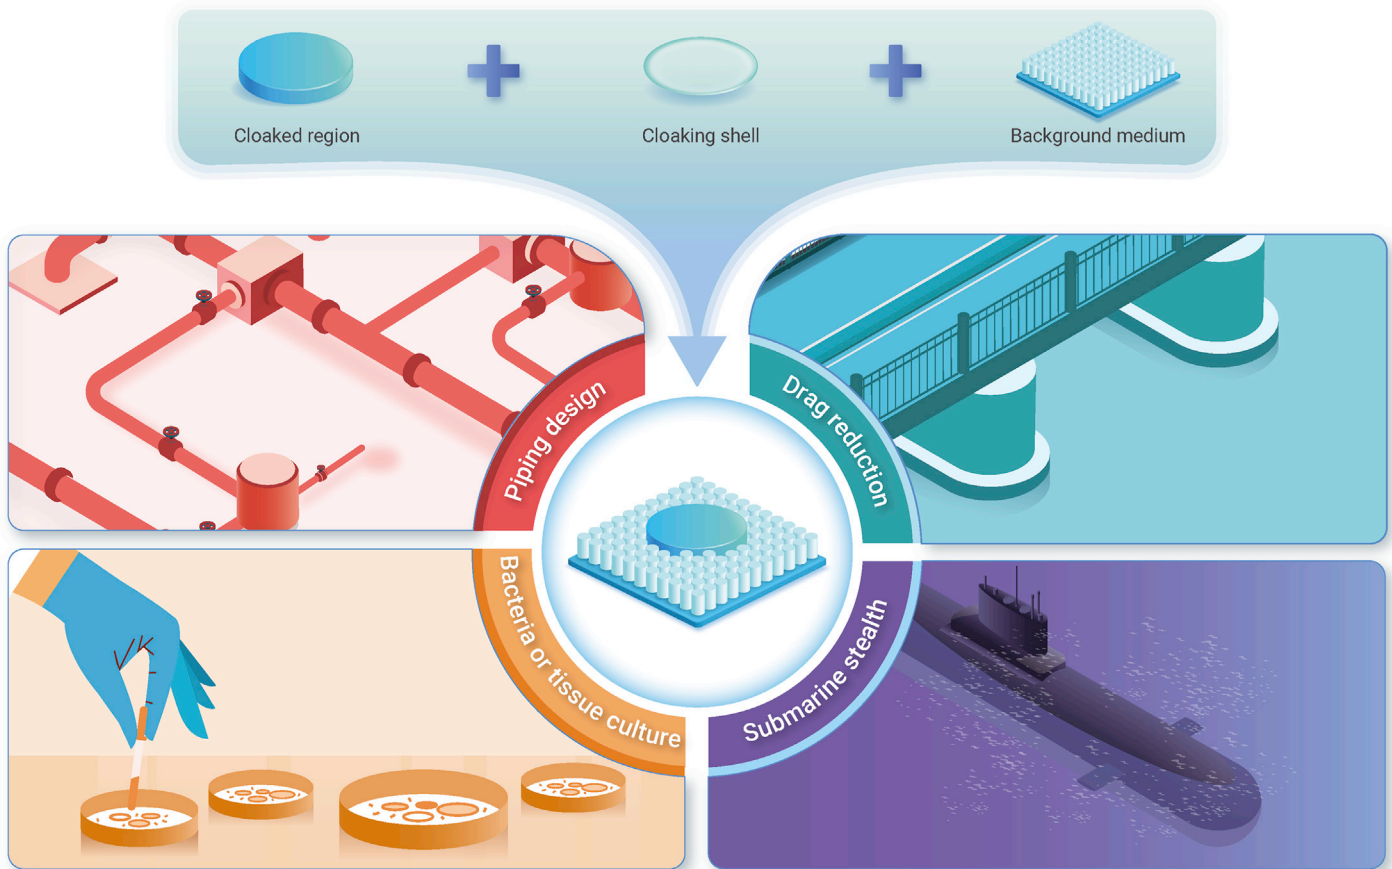 Cloaked region
Cloaking shell
Background medium
Piping design
Drag reduction
Bacteria or tissue culture
Submarine stealth